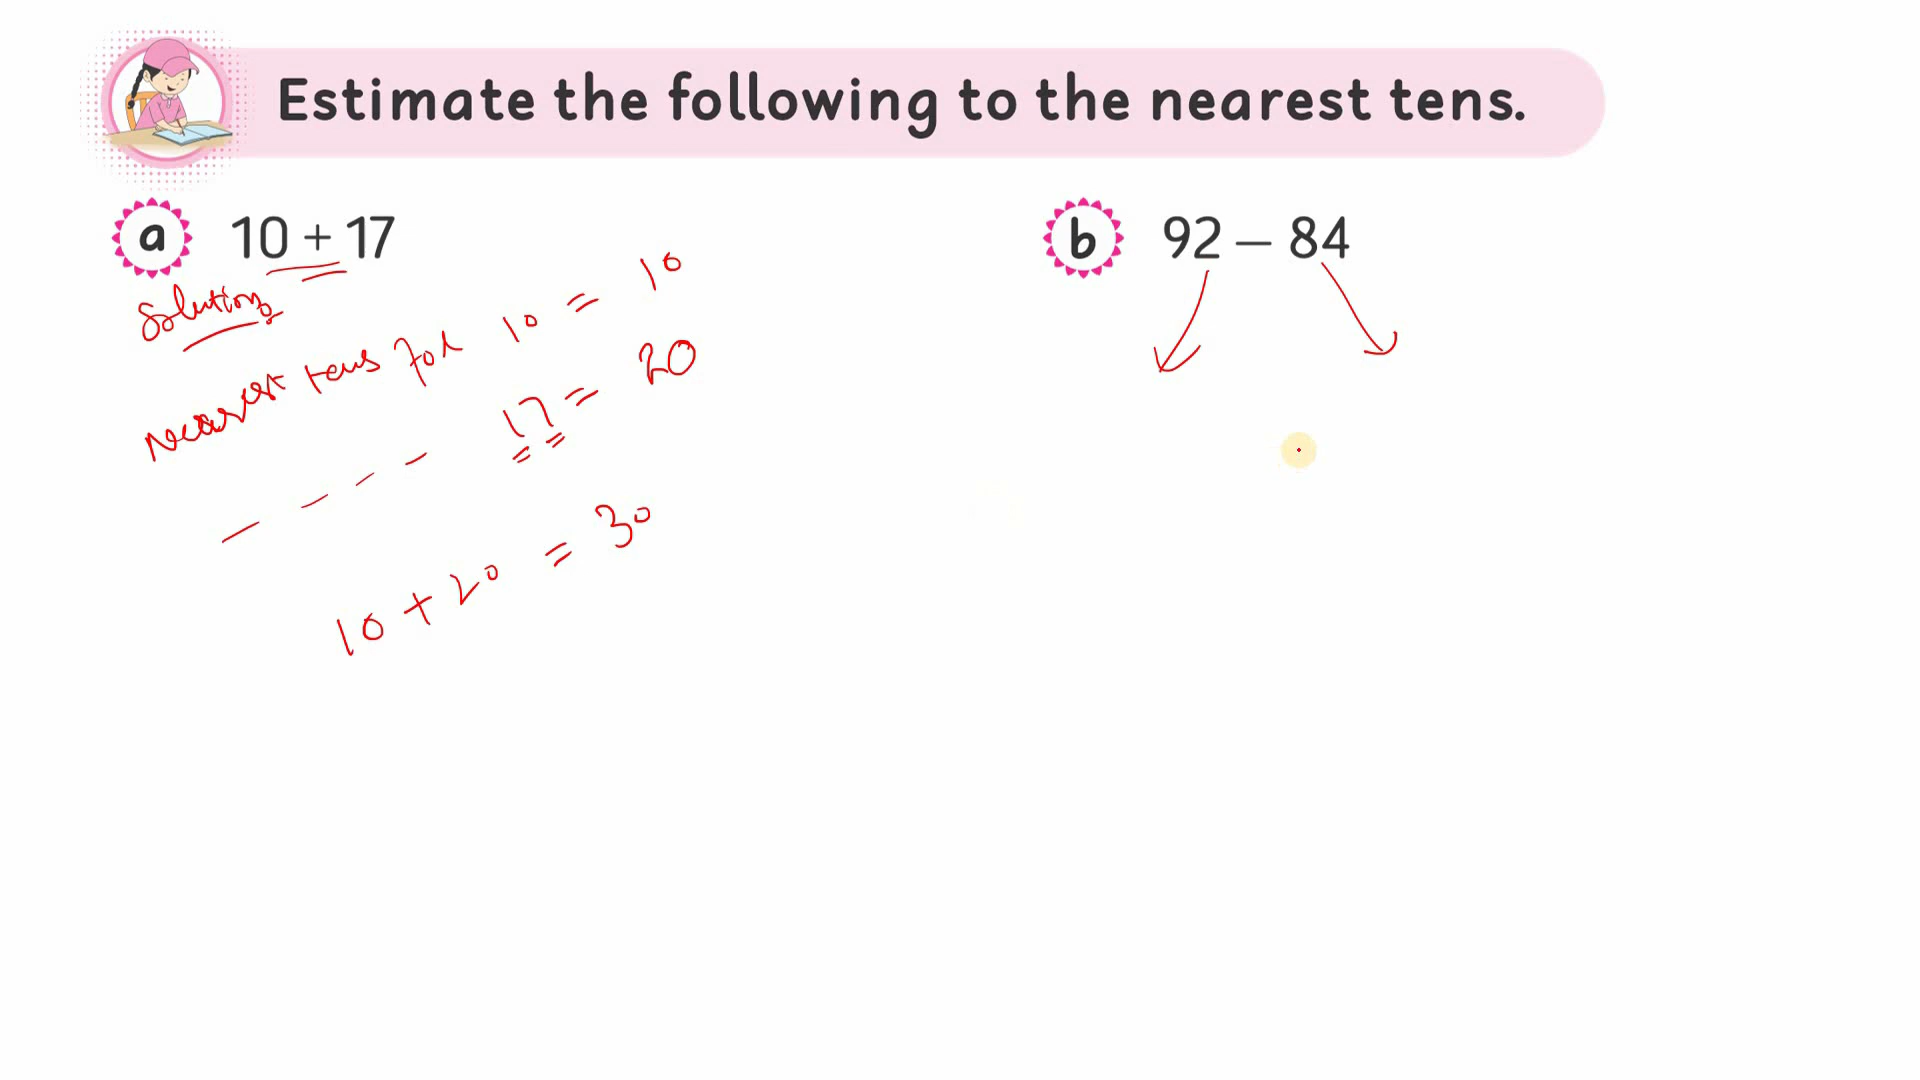 Estimate the following to the nearest tens.
a 10 + 17
Solution
Nearest tens for 10 = 10
— — — — 17 = 20
10 + 20 = 30
b 92 – 84